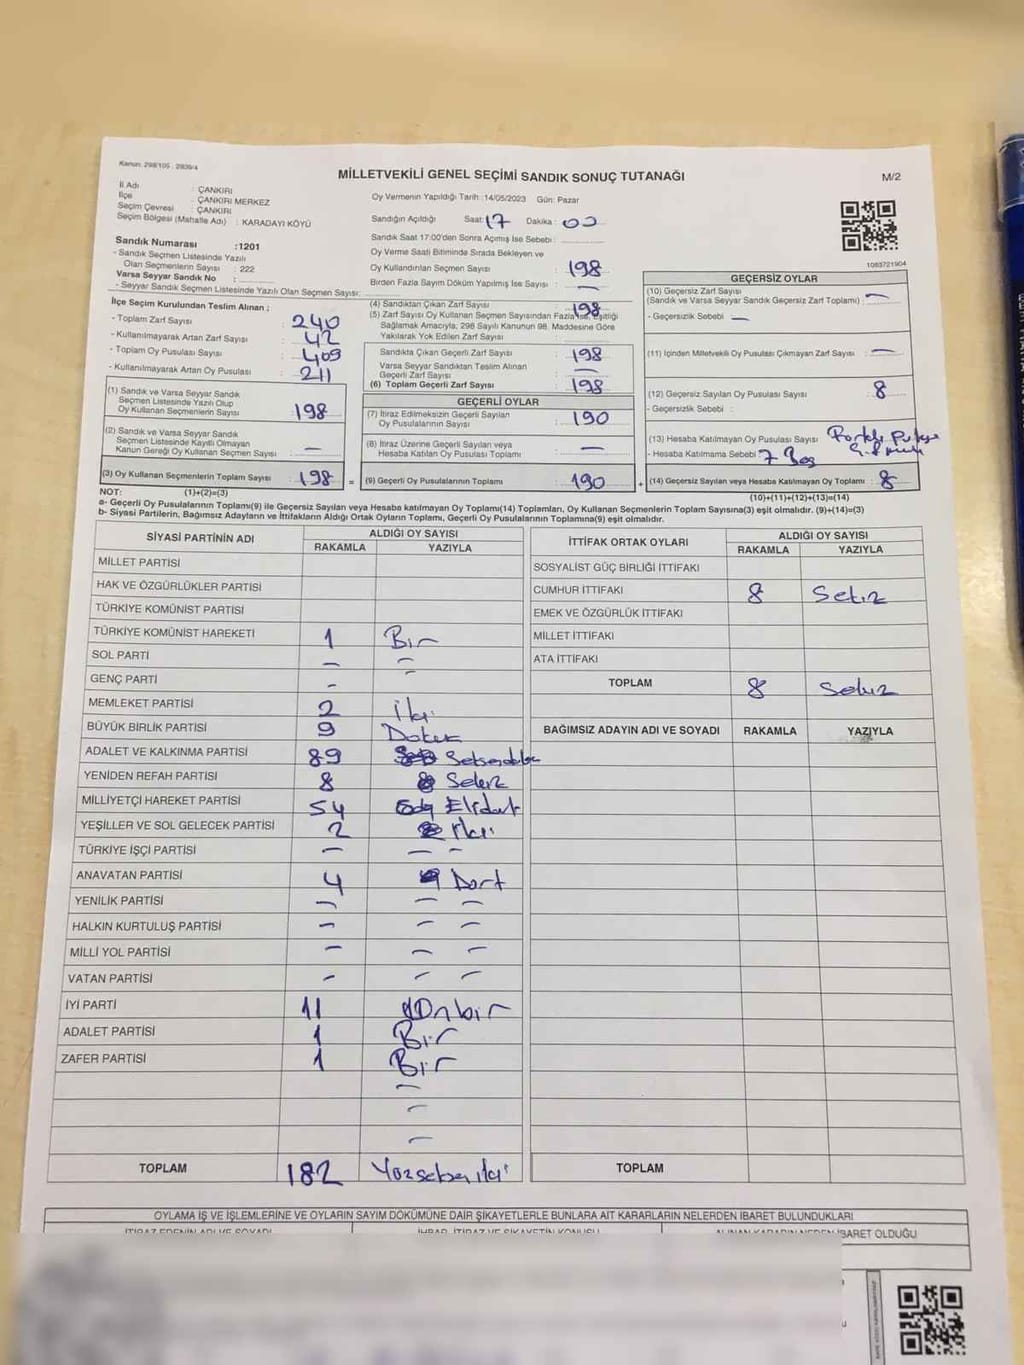 Kanun: 298/105 - 2839/4
MİLLETVEKİLİ GENEL SEÇİMİ SANDIK SONUÇ TUTANAĞI
M/2
İl Adı : ÇANKIRI
İlçe : ÇANKIRI MERKEZ
Seçim Çevresi : ÇANKIRI
Seçim Bölgesi (Mahalle Adı) : KARADAYI KÖYÜ
Oy Vermenin Yapıldığı Tarih :14/05/2023 Gün: Pazar
Sandığın Açıldığı Saat: 17 Dakika: 00
Sandık Saat 17:00'den Sonra Açılmış İse Sebebi :
Sandık Numarası :1201
- Sandık Seçmen Listesinde Yazılı
Olan Seçmenlerin Sayısı : 222
Varsa Seyyar Sandık No :
- Seyyar Sandık Seçmen Listesinde Yazılı Olan Seçmen Sayısı:
Oy Verme Saati Bitiminde Sırada Bekleyen ve
Oy Kullandırılan Seçmen Sayısı : 198
Birden Fazla Sayım Döküm Yapılmış İse Sayısı : —
1083721904
İlçe Seçim Kurulundan Teslim Alınan ;
- Toplam Zarf Sayısı : 240
- Kullanılmayarak Artan Zarf Sayısı : 42
- Toplam Oy Pusulası Sayısı : 409
- Kullanılmayarak Artan Oy Pusulası : 211
(1) Sandık ve Varsa Seyyar Sandık
Seçmen Listesinde Yazılı Olup
Oy Kullanan Seçmenlerin Sayısı : 198
(2) Sandık ve Varsa Seyyar Sandık
Seçmen Listesinde Kayıtlı Olmayan
Kanun Gereği Oy Kullanan Seçmen Sayısı : —
(3) Oy Kullanan Seçmenlerin Toplam Sayısı : 198 =
(4) Sandıktan Çıkan Zarf Sayısı : 198
(5) Zarf Sayısı Oy Kullanan Seçmen Sayısından Fazla ise, Eşitliği
Sağlamak Amacıyla, 298 Sayılı Kanunun 98. Maddesine Göre
Yakılarak Yok Edilen Zarf Sayısı :
Sandıkta Çıkan Geçerli Zarf Sayısı : 198
Varsa Seyyar Sandıktan Teslim Alınan
Geçerli Zarf Sayısı : —
(6) Toplam Geçerli Zarf Sayısı : 198
GEÇERLİ OYLAR
(7) İtiraz Edilmeksizin Geçerli Sayılan
Oy Pusulalarının Sayısı : 190
(8) İtiraz Üzerine Geçerli Sayılan veya
Hesaba Katılan Oy Pusulası Toplamı : —
(9) Geçerli Oy Pusulalarının Toplamı : 190 +
GEÇERSİZ OYLAR
(10) Geçersiz Zarf Sayısı
(Sandık ve Varsa Seyyar Sandık Geçersiz Zarf Toplamı) : —
- Geçersizlik Sebebi : —
(11) İçinden Milletvekili Oy Pusulası Çıkmayan Zarf Sayısı : —
(12) Geçersiz Sayılan Oy Pusulası Sayısı : 8
- Geçersizlik Sebebi :
(13) Hesaba Katılmayan Oy Pusulası Sayısı :
- Hesaba Katılmama Sebebi : 7 Boş
(14) Geçersiz Sayılan veya Hesaba Katılmayan Oy Toplamı : 8
NOT: (1)+(2)=(3)
(10)+(11)+(12)+(13)=(14)
a- Geçerli Oy Pusulalarının Toplamı(9) ile Geçersiz Sayılan veya Hesaba katılmayan Oy Toplamı(14) Toplamları, Oy Kullanan Seçmenlerin Toplam Sayısına(3) eşit olmalıdır. (9)+(14)=(3)
b- Siyasi Partilerin, Bağımsız Adayların ve İttifakların Aldığı Ortak Oyların Toplamı, Geçerli Oy Pusulalarının Toplamına(9) eşit olmalıdır.
SİYASİ PARTİNİN ADI ALDIĞI OY SAYISI
RAKAMLA YAZIYLA
MİLLET PARTİSİ
HAK VE ÖZGÜRLÜKLER PARTİSİ
TÜRKİYE KOMÜNİST PARTİSİ
TÜRKİYE KOMÜNİST HAREKETİ 1 Bir
SOL PARTİ — —
GENÇ PARTİ — —
MEMLEKET PARTİSİ 2 İki
BÜYÜK BİRLİK PARTİSİ 9 Dokuz
ADALET VE KALKINMA PARTİSİ 89 Seksendokuz
YENİDEN REFAH PARTİSİ 8 Sekiz
MİLLİYETÇİ HAREKET PARTİSİ 54 Ellidört
YEŞİLLER VE SOL GELECEK PARTİSİ 2 İki
TÜRKİYE İŞÇİ PARTİSİ — — —
ANAVATAN PARTİSİ 4 Dört
YENİLİK PARTİSİ — — —
HALKIN KURTULUŞ PARTİSİ — — —
MİLLİ YOL PARTİSİ — — —
VATAN PARTİSİ — — —
İYİ PARTİ 11 Onbir
ADALET PARTİSİ 1 Bir
ZAFER PARTİSİ 1 Bir
—
—
—
TOPLAM 182 Yüzseksen iki
İTTİFAK ORTAK OYLARI ALDIĞI OY SAYISI
RAKAMLA YAZIYLA
SOSYALİST GÜÇ BİRLİĞİ İTTİFAKI
CUMHUR İTTİFAKI 8 Sekiz
EMEK VE ÖZGÜRLÜK İTTİFAKI
MİLLET İTTİFAKI
ATA İTTİFAKI
TOPLAM 8 Sekiz
BAĞIMSIZ ADAYIN ADI VE SOYADI RAKAMLA YAZIYLA
TOPLAM
OYLAMA İŞ VE İŞLEMLERİNE VE OYLARIN SAYIM DÖKÜMÜNE DAİR ŞİKAYETLERLE BUNLARA AİT KARARLARIN NELERDEN İBARET BULUNDUKLARI
İTİRAZ EDENİN ADI VE SOYADI İHBAR, İTİRAZ VE ŞİKAYETİN KONUSU ALINAN KARARIN NEDEN İBARET OLDUĞU